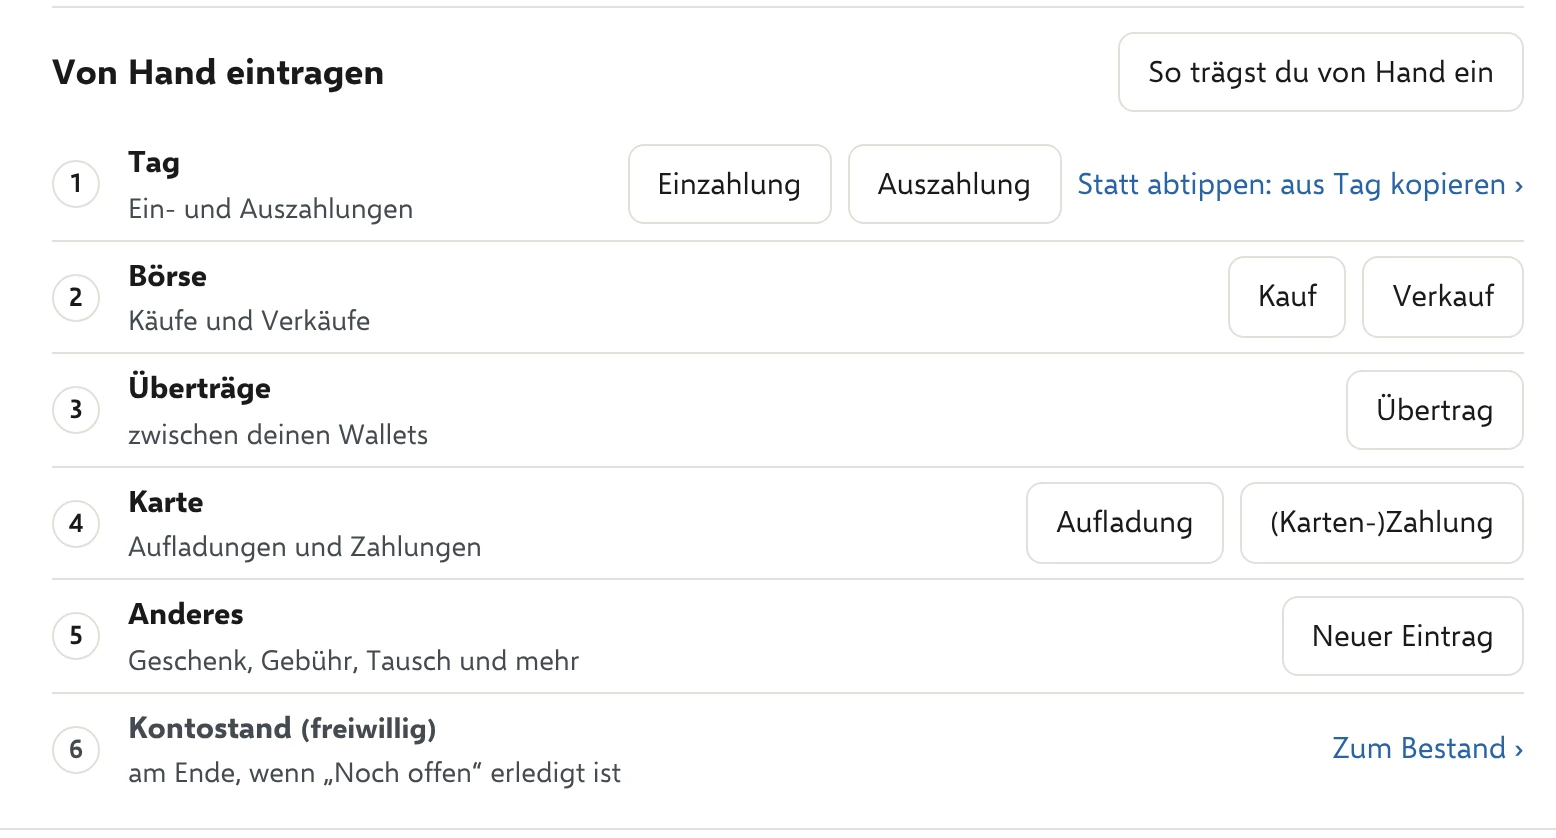 Von Hand eintragen
So trägst du von Hand ein
1
Tag
Ein- und Auszahlungen
Einzahlung
Auszahlung
Statt abtippen: aus Tag kopieren ›
2
Börse
Käufe und Verkäufe
Kauf
Verkauf
3
Überträge
zwischen deinen Wallets
Übertrag
4
Karte
Aufladungen und Zahlungen
Aufladung
(Karten-)Zahlung
5
Anderes
Geschenk, Gebühr, Tausch und mehr
Neuer Eintrag
6
Kontostand (freiwillig)
am Ende, wenn „Noch offen“ erledigt ist
Zum Bestand ›